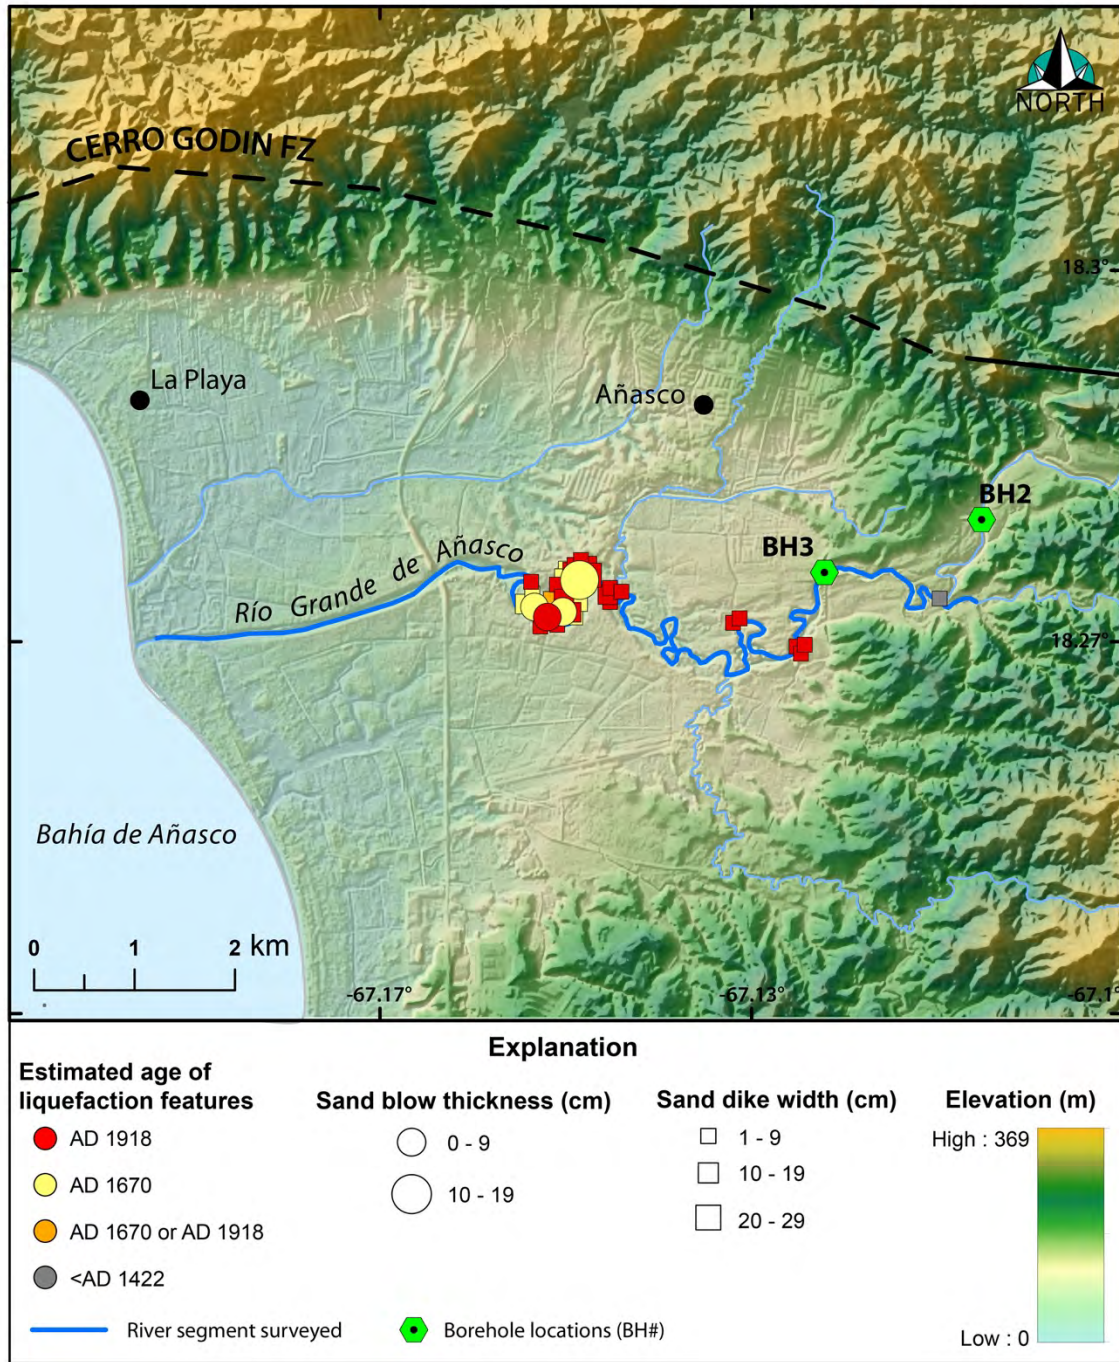 NORTH
CERRO GODIN FZ
18.3°
La Playa
Añasco
BH2
BH3
Río Grande de Añasco
18.27°
Bahía de Añasco
0 1 2 km
-67.17° -67.13° -67.1°
Explanation
Estimated age of
liquefaction features
AD 1918
AD 1670
AD 1670 or AD 1918
<AD 1422
Sand blow thickness (cm)
0 - 9
10 - 19
Sand dike width (cm)
1 - 9
10 - 19
20 - 29
Elevation (m)
High : 369
Low : 0
River segment surveyed
Borehole locations (BH#)